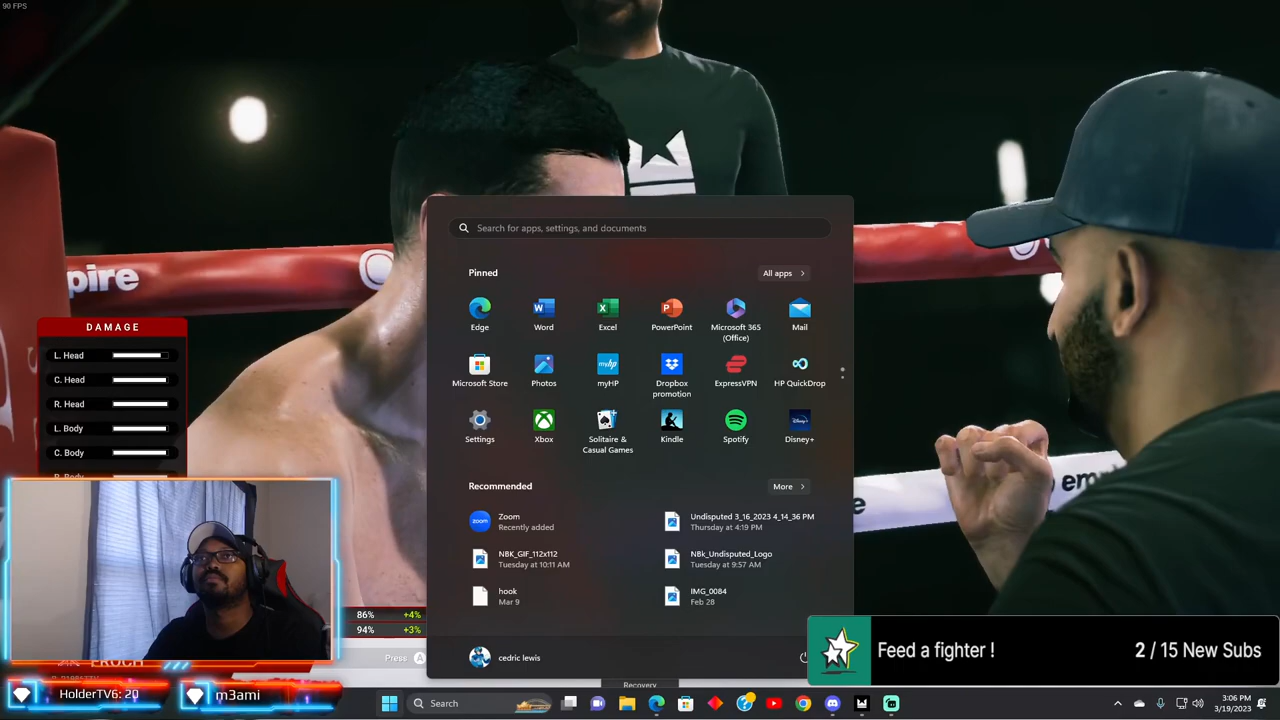 90 FPS
pire
DAMAGE
L. Head
C. Head
R. Head
L. Body
C. Body
86% +4%
94% +3%
Press A
Search for apps, settings, and documents
Pinned
All apps
Edge
Word
Excel
PowerPoint
Microsoft 365
(Office)
Mail
Microsoft Store
Photos
myHP
Dropbox
promotion
ExpressVPN
HP QuickDrop
Settings
Xbox
Solitaire &
Casual Games
Kindle
Spotify
Disney+
Recommended
More
Zoom
Recently added
Undisputed 3_16_2023 4_14_36 PM
Thursday at 4:19 PM
NBK_GIF_112x112
Tuesday at 10:11 AM
NBk_Undisputed_Logo
Tuesday at 9:57 AM
hook
Mar 9
IMG_0084
Feb 28
cedric lewis
Recovery
Feed a fighter !
2 / 15 New Subs
HolderTV6: 20
m3ami
Search
3:06 PM
3/19/2023